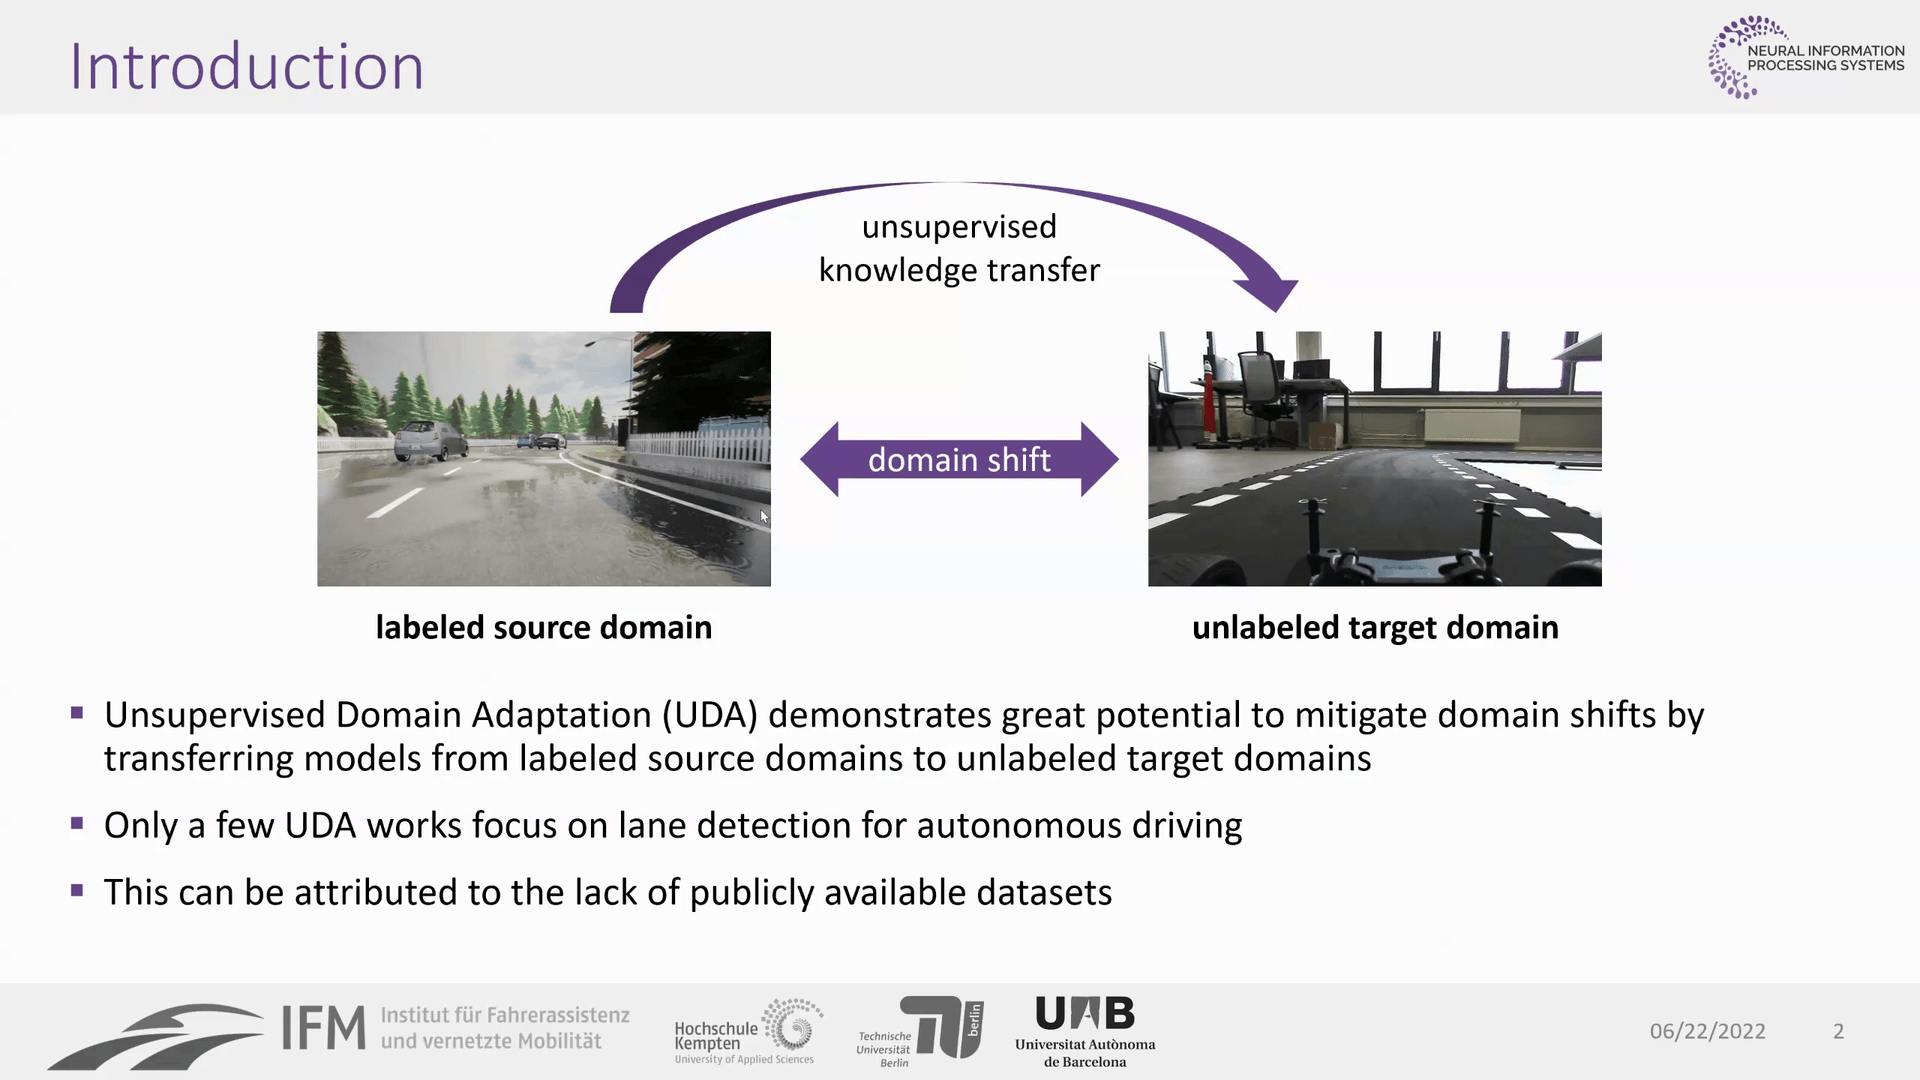 Introduction
NEURAL INFORMATION
PROCESSING SYSTEMS
unsupervised
knowledge transfer
domain shift
labeled source domain
unlabeled target domain
▪ Unsupervised Domain Adaptation (UDA) demonstrates great potential to mitigate domain shifts by
transferring models from labeled source domains to unlabeled target domains
▪ Only a few UDA works focus on lane detection for autonomous driving
▪ This can be attributed to the lack of publicly available datasets
IFM
Institut für Fahrerassistenz
und vernetzte Mobilität
Hochschule
Kempten
University of Applied Sciences
Technische
Universität
Berlin
berlin
UAB
Universitat Autònoma
de Barcelona
06/22/2022
2